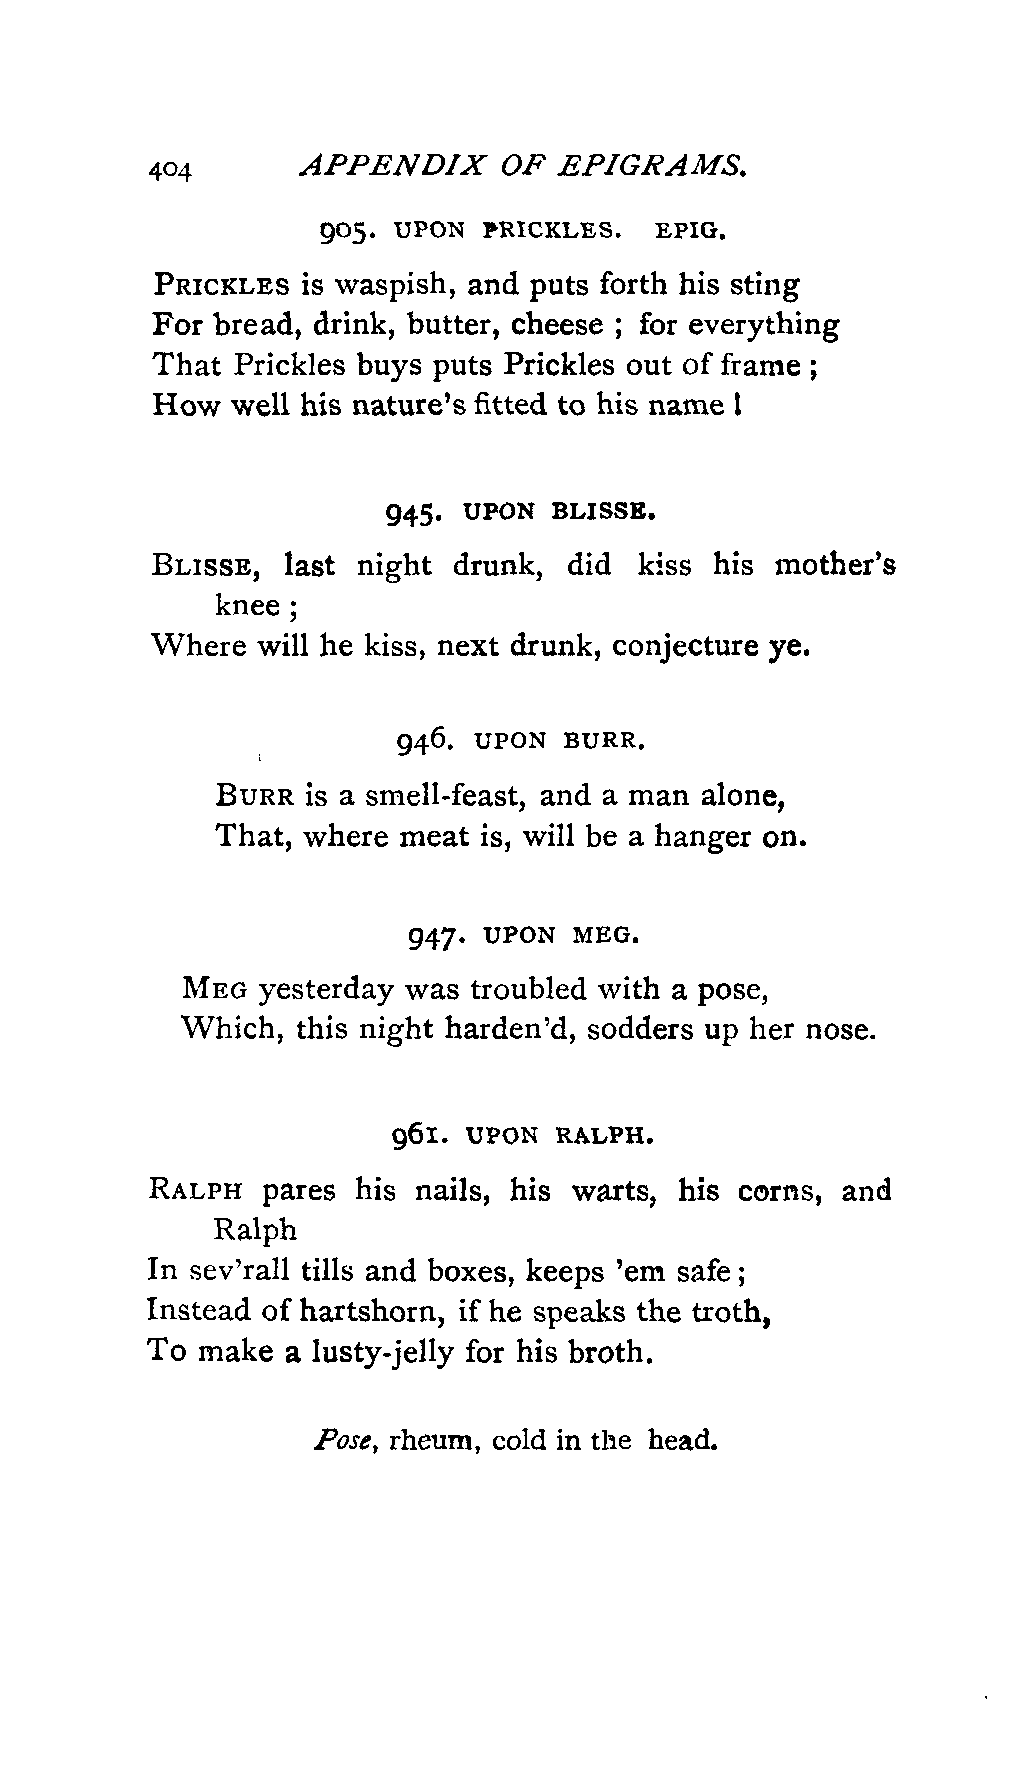 404 APPENDIX OF EPIGRAMS.
905. UPON PRICKLES. EPIG.
PRICKLES is waspish, and puts forth his sting
For bread, drink, butter, cheese ; for everything
That Prickles buys puts Prickles out of frame ;
How well his nature's fitted to his name !
945. UPON BLISSE.
BLISSE, last night drunk, did kiss his mother's
knee ;
Where will he kiss, next drunk, conjecture ye.
946. UPON BURR.
BURR is a smell-feast, and a man alone,
That, where meat is, will be a hanger on.
947. UPON MEG.
MEG yesterday was troubled with a pose,
Which, this night harden'd, sodders up her nose.
961. UPON RALPH.
RALPH pares his nails, his warts, his corns, and
Ralph
In sev'rall tills and boxes, keeps 'em safe ;
Instead of hartshorn, if he speaks the troth,
To make a lusty-jelly for his broth.
Pose, rheum, cold in the head.